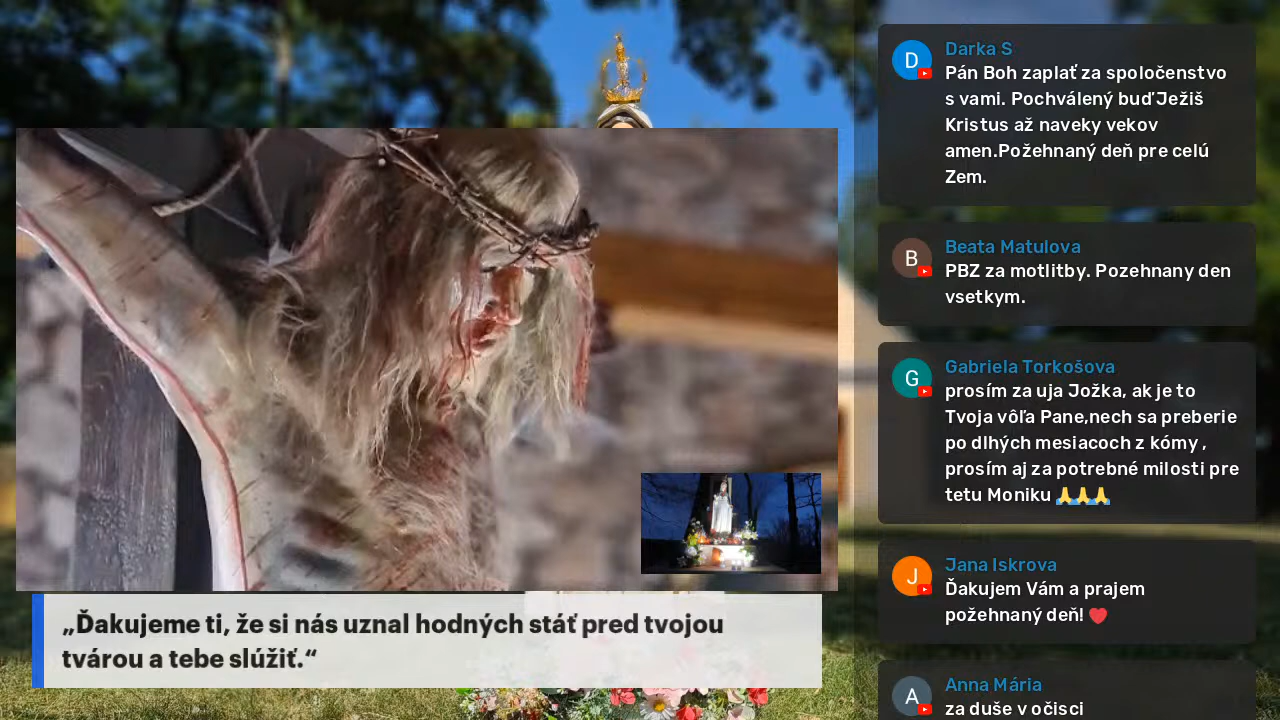 „Ďakujeme ti, že si nás uznal hodných stáť pred tvojou
tvárou a tebe slúžiť.“
D
Darka S
Pán Boh zaplať za spoločenstvo
s vami. Pochválený buďJežiš
Kristus až naveky vekov
amen.Požehnaný deň pre celú
Zem.
B
Beata Matulova
PBZ za motlitby. Pozehnany den
vsetkym.
G
Gabriela Torkošova
prosím za uja Jožka, ak je to
Tvoja vôľa Pane,nech sa preberie
po dlhých mesiacoch z kómy ,
prosím aj za potrebné milosti pre
tetu Moniku 🙏🙏🙏
J
Jana Iskrova
Ďakujem Vám a prajem
požehnaný deň! ❤️
A
Anna Mária
za duše v očisci